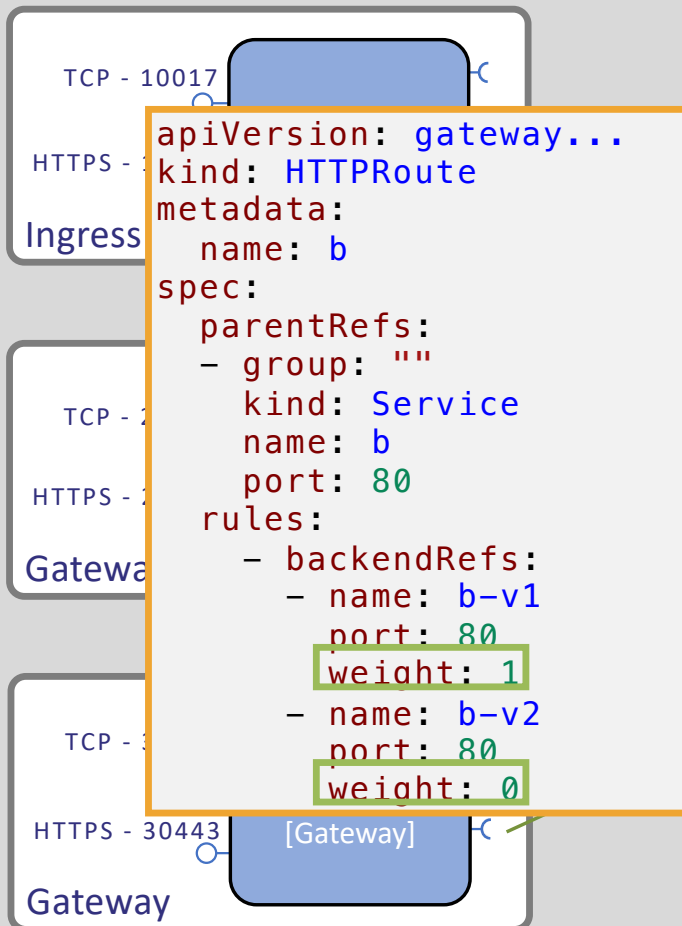 TCP - 10017
HTTPS - 1
Ingress
apiVersion: gateway...
kind: HTTPRoute
metadata:
  name: b
spec:
  parentRefs:
  - group: ""
    kind: Service
    name: b
    port: 80
  rules:
    - backendRefs:
      - name: b-v1
        port: 80
        weight: 1
      - name: b-v2
        port: 80
        weight: 0
TCP - 2
HTTPS - 2
Gatewa
TCP - 3
HTTPS - 30443
[Gateway]
Gateway